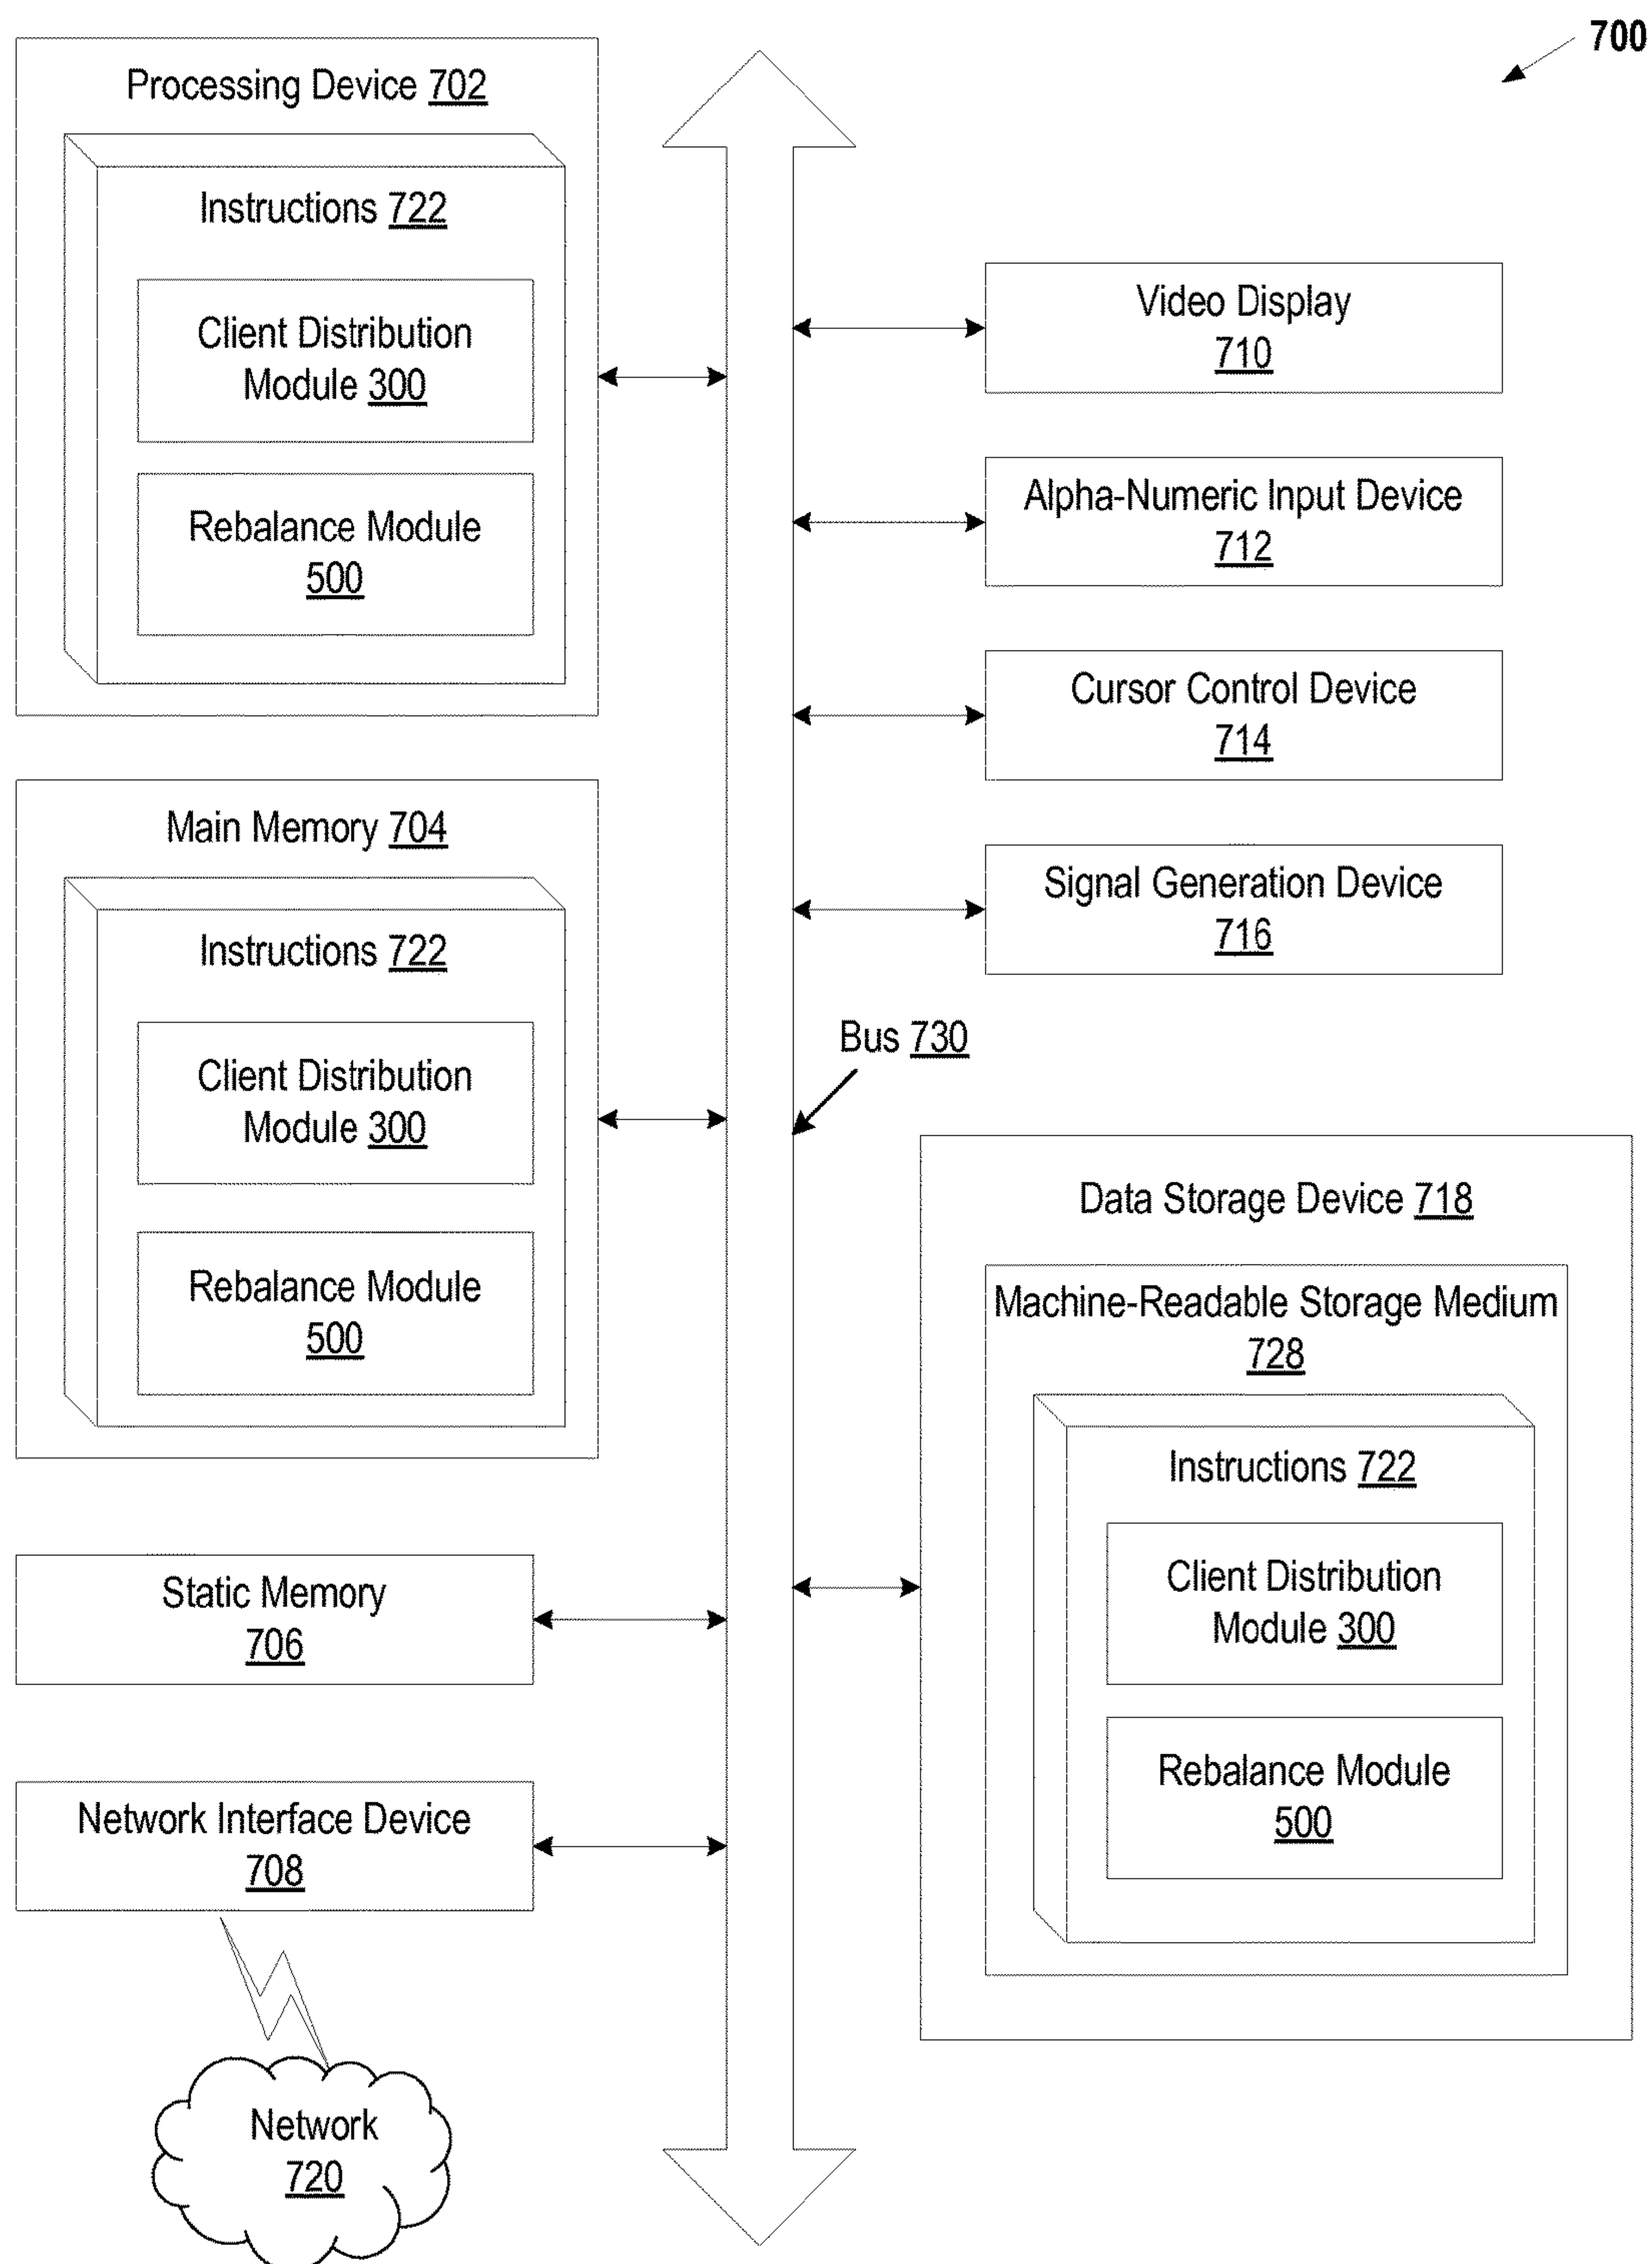 700
Processing Device 702
Instructions 722
Client Distribution
Module 300
Rebalance Module
500
Main Memory 704
Instructions 722
Client Distribution
Module 300
Rebalance Module
500
Static Memory
706
Network Interface Device
708
Network
720
Video Display
710
Alpha-Numeric Input Device
712
Cursor Control Device
714
Signal Generation Device
716
Bus 730
Data Storage Device 718
Machine-Readable Storage Medium
728
Instructions 722
Client Distribution
Module 300
Rebalance Module
500